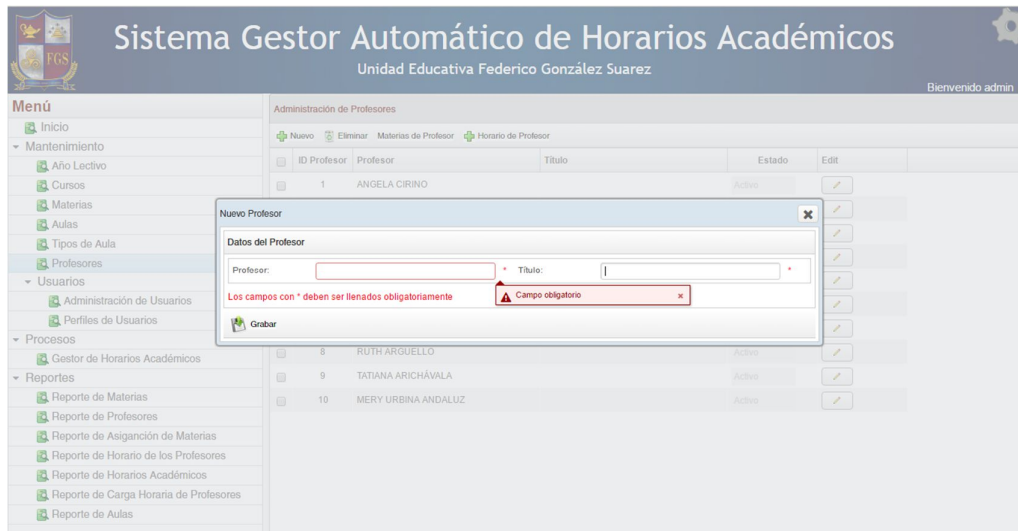 FGS
Sistema Gestor Automático de Horarios Académicos
Unidad Educativa Federico González Suarez
Bienvenido admin
Menú
Inicio
Mantenimiento
Año Lectivo
Cursos
Materias
Aulas
Tipos de Aula
Profesores
Usuarios
Administración de Usuarios
Perfiles de Usuarios
Procesos
Gestor de Horarios Académicos
Reportes
Reporte de Materias
Reporte de Profesores
Reporte de Asiganción de Materias
Reporte de Horario de los Profesores
Reporte de Horarios Académicos
Reporte de Carga Horaria de Profesores
Reporte de Aulas
Administración de Profesores
Nuevo Eliminar Materias de Profesor Horario de Profesor
ID Profesor Profesor Título Estado Edit
1 ANGELA CIRINO Activo
Nuevo Profesor
Datos del Profesor
Profesor: * Título: *
Los campos con * deben ser llenados obligatoriamente
Campo obligatorio
Grabar
8 RUTH ARGUELLO Activo
9 TATIANA ARICHÁVALA Activo
10 MERY URBINA ANDALUZ Activo